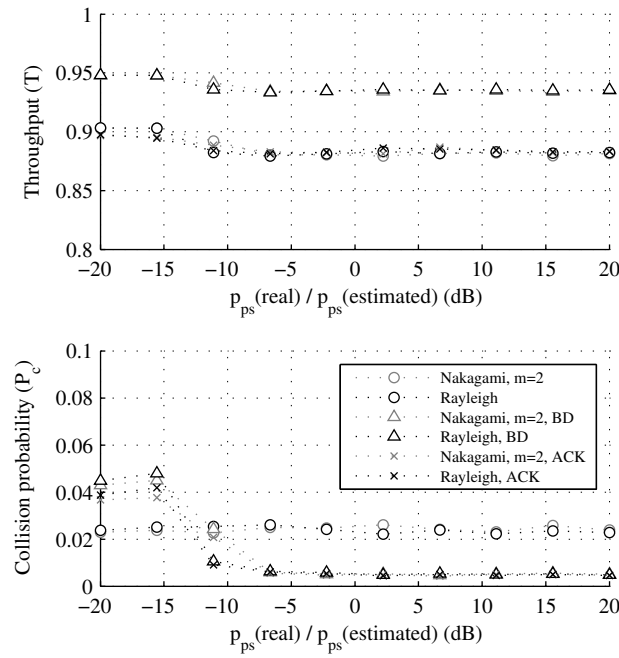 1
0.95
0.9
0.85
0.8
Throughput (T)
−20 −15 −10 −5 0 5 10 15 20
p_ps(real) / p_ps(estimated) (dB)
0.1
0.08
0.06
0.04
0.02
0
Collision probability (P_c)
Nakagami, m=2
Rayleigh
Nakagami, m=2, BD
Rayleigh, BD
Nakagami, m=2, ACK
Rayleigh, ACK
−20 −15 −10 −5 0 5 10 15 20
p_ps(real) / p_ps(estimated) (dB)